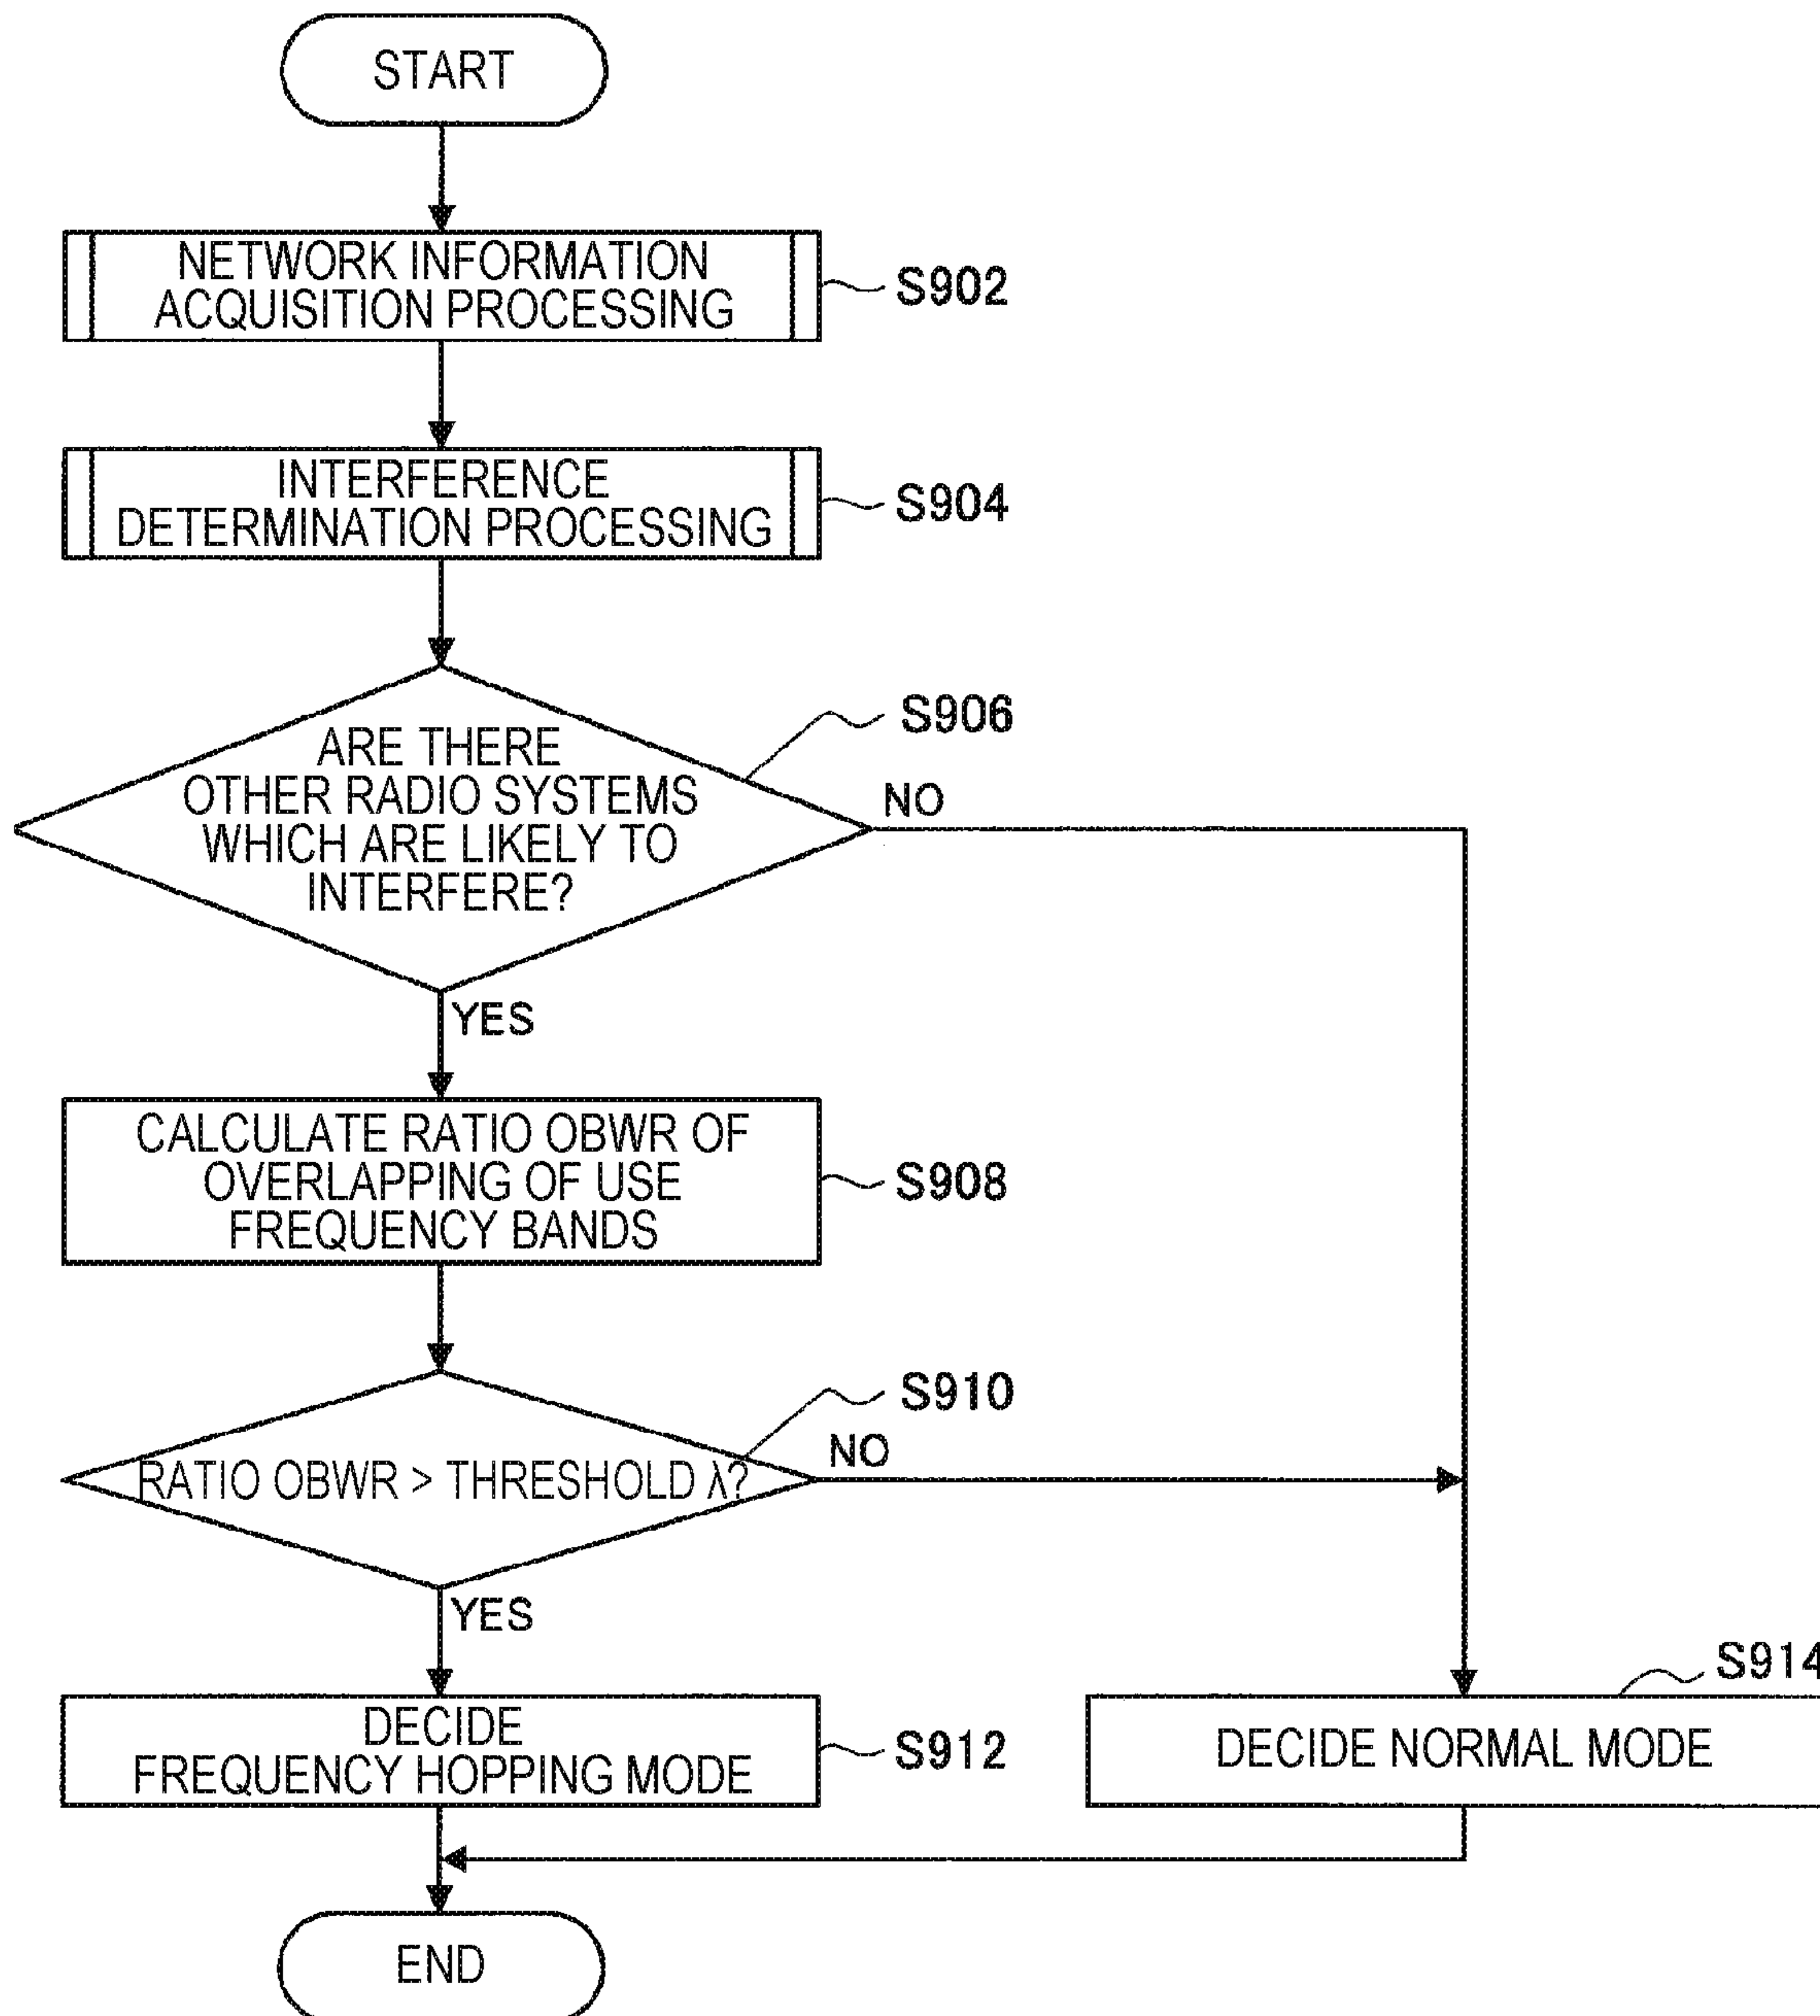 START
NETWORK INFORMATION
ACQUISITION PROCESSING
S902
INTERFERENCE
DETERMINATION PROCESSING
S904
S906
ARE THERE
OTHER RADIO SYSTEMS
WHICH ARE LIKELY TO
INTERFERE?
NO
YES
CALCULATE RATIO OBWR OF
OVERLAPPING OF USE
FREQUENCY BANDS
S908
S910
RATIO OBWR > THRESHOLD λ?
NO
YES
DECIDE
FREQUENCY HOPPING MODE
S912
S914
DECIDE NORMAL MODE
END